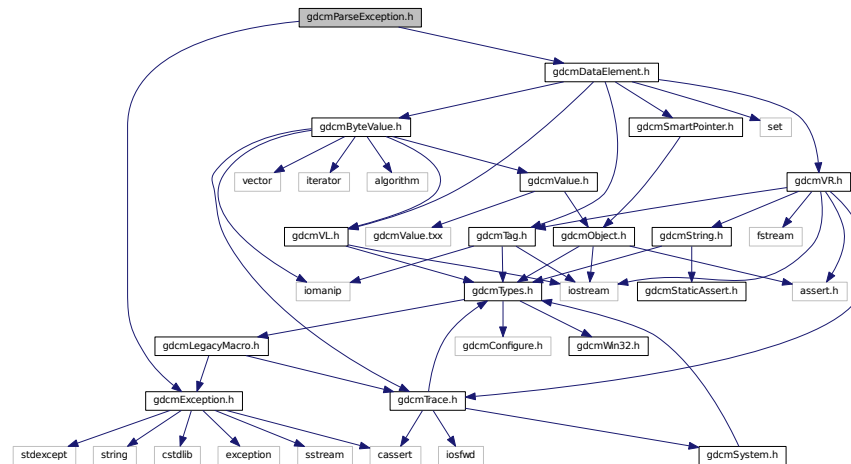 gdcmParseException.h
gdcmDataElement.h
gdcmByteValue.h
gdcmSmartPointer.h
set
vector
iterator
algorithm
gdcmValue.h
gdcmVR.h
gdcmVL.h
gdcmValue.txx
gdcmTag.h
gdcmObject.h
gdcmString.h
fstream
iomanip
gdcmTypes.h
iostream
gdcmStaticAssert.h
assert.h
gdcmLegacyMacro.h
gdcmConfigure.h
gdcmWin32.h
gdcmException.h
gdcmTrace.h
stdexcept
string
cstdlib
exception
sstream
cassert
iosfwd
gdcmSystem.h